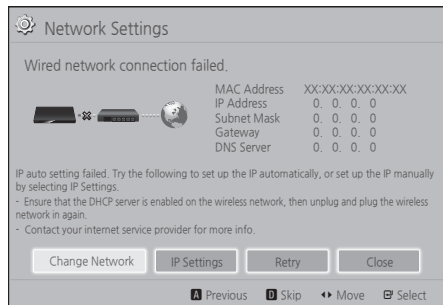 Network Settings
Wired network connection failed.
MAC Address XX:XX:XX:XX:XX:XX
IP Address 0. 0. 0. 0
Subnet Mask 0. 0. 0. 0
Gateway 0. 0. 0. 0
DNS Server 0. 0. 0. 0
IP auto setting failed. Try the following to set up the IP automatically, or set up the IP manually
by selecting IP Settings.
- Ensure that the DHCP server is enabled on the wireless network, then unplug and plug the wireless
network in again.
- Contact your internet service provider for more info.
Change Network IP Settings Retry Close
A Previous D Skip Move Select